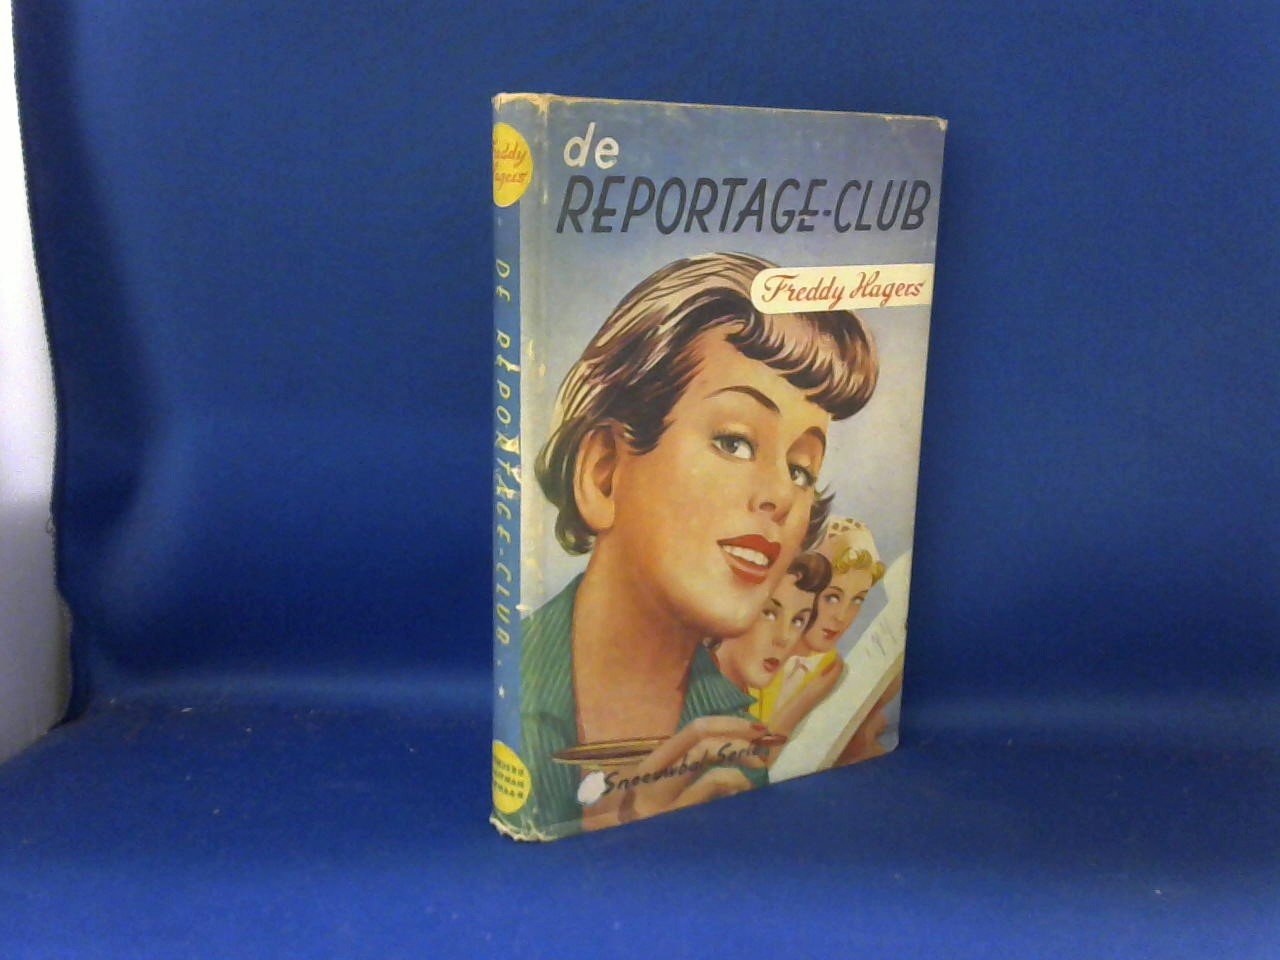 de
REPORTAGE-CLUB
Freddy Hagers
Sneeuwbal-Serie
Freddy
Hagers
DE REPORTAGE-CLUB.